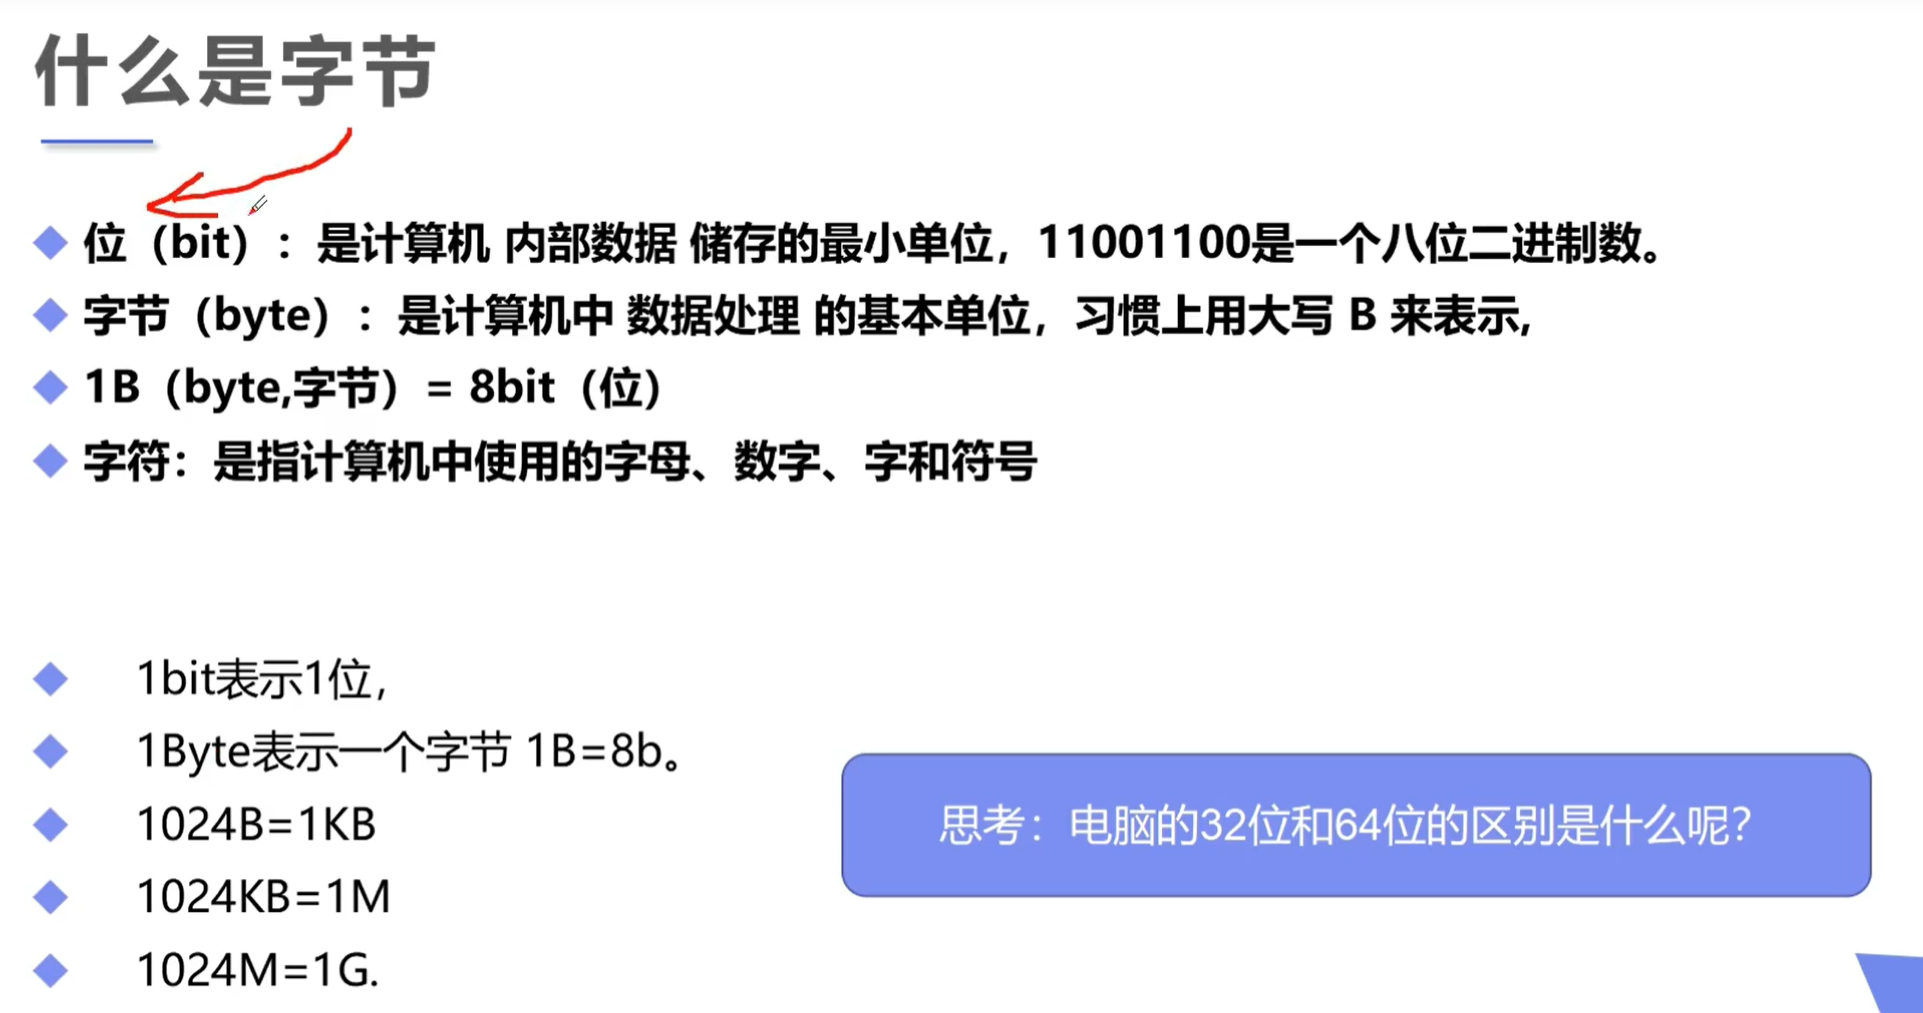 什么是字节
位（bit）：是计算机 内部数据 储存的最小单位，11001100是一个八位二进制数。
字节（byte）：是计算机中 数据处理 的基本单位，习惯上用大写 B 来表示,
1B（byte,字节）= 8bit（位）
字符：是指计算机中使用的字母、数字、字和符号
1bit表示1位，
1Byte表示一个字节 1B=8b。
1024B=1KB
1024KB=1M
1024M=1G.
思考：电脑的32位和64位的区别是什么呢？